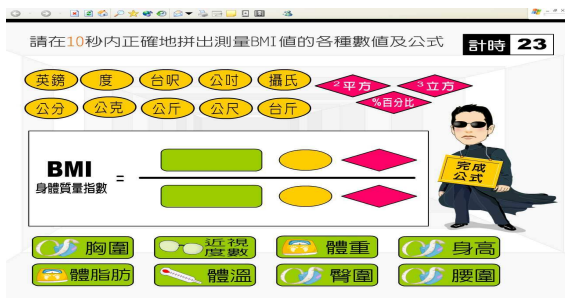 請在10秒內正確地拼出測量BMI值的各種數值及公式
計時 23
英鎊 度 台呎 公吋 攝氏 ²平方 ³立方
公分 公克 公斤 公尺 台斤 %百分比
BMI
身體質量指數
=
完成
公式
胸圍 近視度數 體重 身高
體脂肪 體溫 臀圍 腰圍